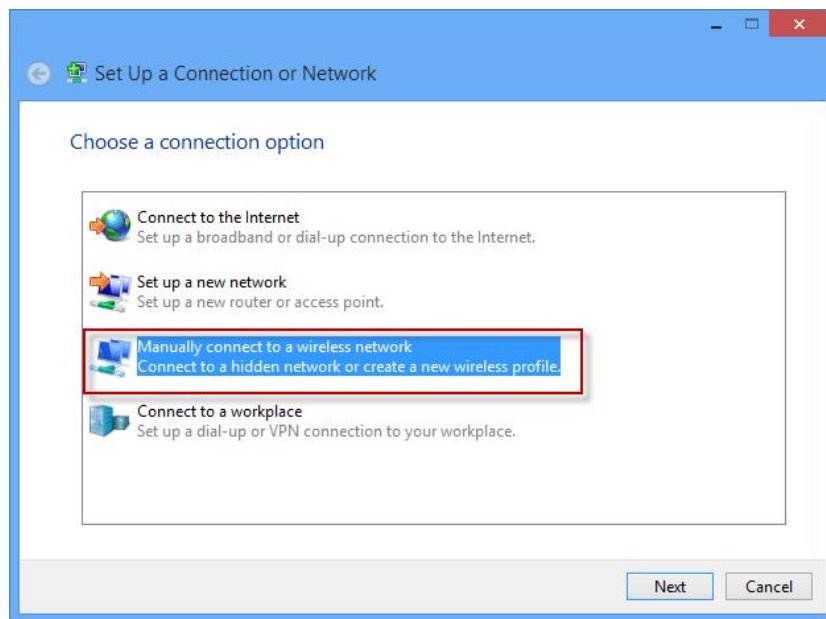 Set Up a Connection or Network
Choose a connection option
Connect to the Internet
Set up a broadband or dial-up connection to the Internet.
Set up a new network
Set up a new router or access point.
Manually connect to a wireless network
Connect to a hidden network or create a new wireless profile.
Connect to a workplace
Set up a dial-up or VPN connection to your workplace.
Next Cancel